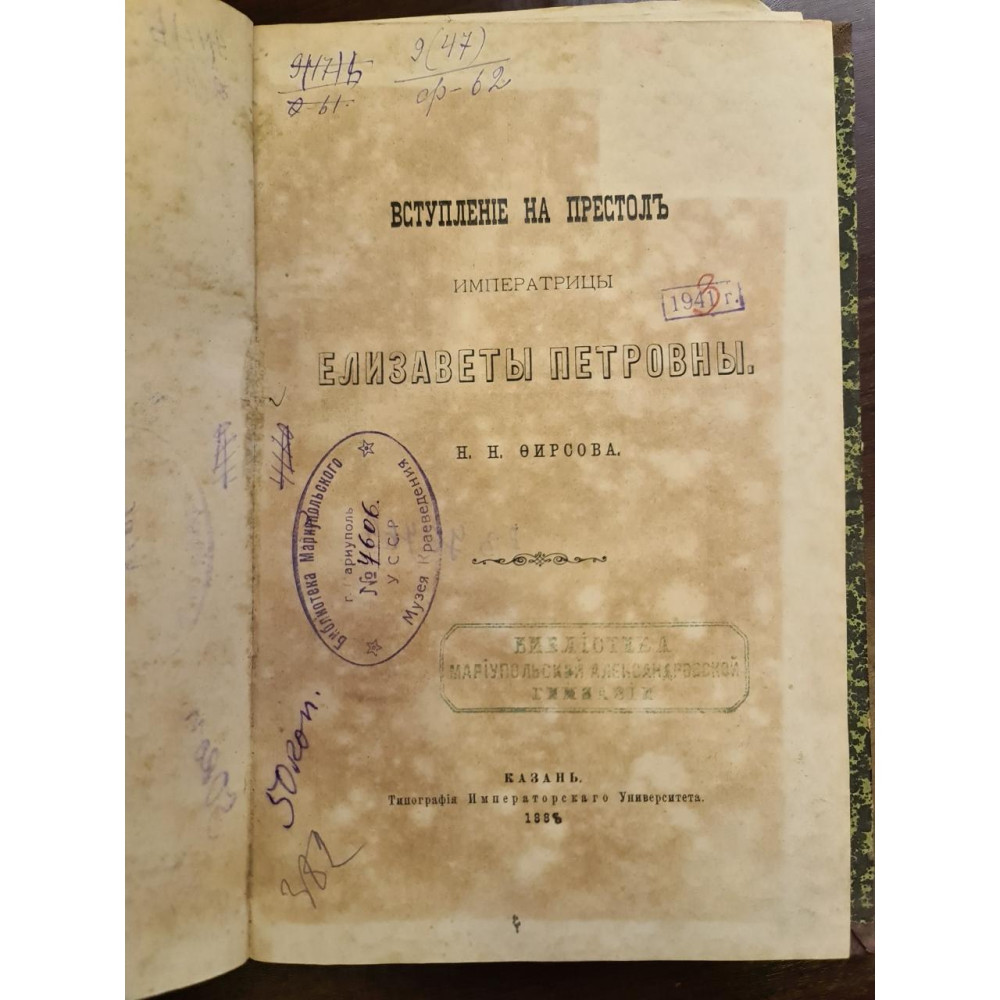 9(47)
ф-62
ВСТУПЛЕНІЕ НА ПРЕСТОЛЪ
ИМПЕРАТРИЦЫ
1941 г.
ЕЛИЗАВЕТЫ ПЕТРОВНЫ.
Н. Н. ѲИРСОВА.
Библиотека Мариупольского
г. Мариуполь
№ 4606.
УССР
Музея Краеведения
БИБЛІОТЕКА
МАРІУПОЛЬСКОЙ АЛЕКСАНДРОВСКОЙ
ГИМНАЗІИ
50 коп.
382
КАЗАНЬ.
Типографія Императорскаго Университета.